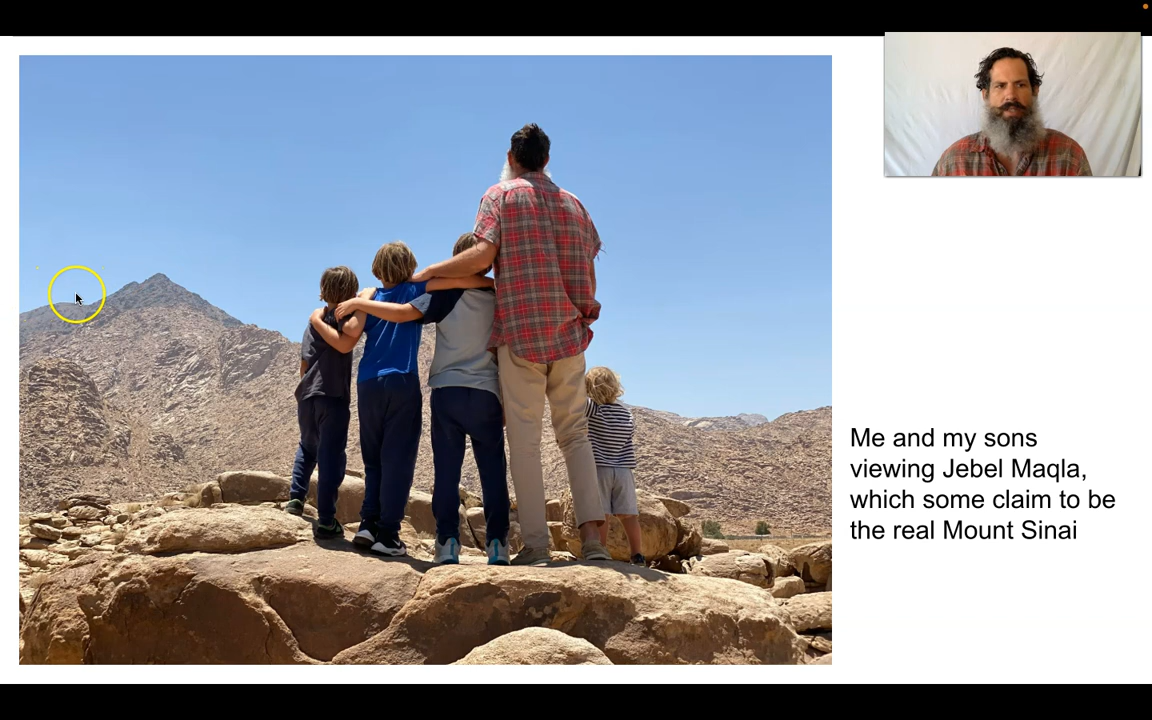 Me and my sons
viewing Jebel Maqla,
which some claim to be
the real Mount Sinai